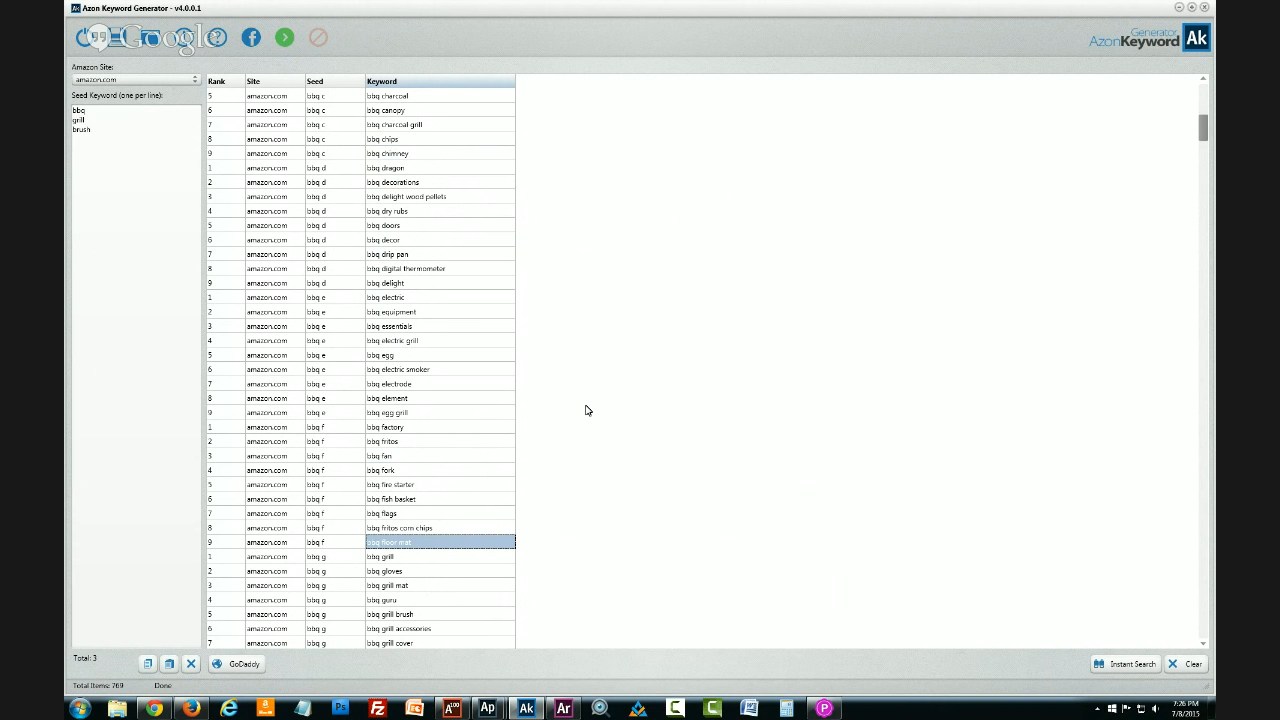 Azon Keyword Generator - v4.0.0.1
Google
Generator
AzonKeyword
Ak
Amazon Site:
amazon.com
Seed Keyword (one per line):
bbq
grill
brush
Rank Site Seed Keyword
5 amazon.com bbq c bbq charcoal
6 amazon.com bbq c bbq canopy
7 amazon.com bbq c bbq charcoal grill
8 amazon.com bbq c bbq chips
9 amazon.com bbq c bbq chimney
1 amazon.com bbq d bbq dragon
2 amazon.com bbq d bbq decorations
3 amazon.com bbq d bbq delight wood pellets
4 amazon.com bbq d bbq dry rubs
5 amazon.com bbq d bbq doors
6 amazon.com bbq d bbq decor
7 amazon.com bbq d bbq drip pan
8 amazon.com bbq d bbq digital thermometer
9 amazon.com bbq d bbq delight
1 amazon.com bbq e bbq electric
2 amazon.com bbq e bbq equipment
3 amazon.com bbq e bbq essentials
4 amazon.com bbq e bbq electric grill
5 amazon.com bbq e bbq egg
6 amazon.com bbq e bbq electric smoker
7 amazon.com bbq e bbq electrode
8 amazon.com bbq e bbq element
9 amazon.com bbq e bbq egg grill
1 amazon.com bbq f bbq factory
2 amazon.com bbq f bbq fritos
3 amazon.com bbq f bbq fan
4 amazon.com bbq f bbq fork
5 amazon.com bbq f bbq fire starter
6 amazon.com bbq f bbq fish basket
7 amazon.com bbq f bbq flags
8 amazon.com bbq f bbq fritos corn chips
9 amazon.com bbq f bbq floor mat
1 amazon.com bbq g bbq grill
2 amazon.com bbq g bbq gloves
3 amazon.com bbq g bbq grill mat
4 amazon.com bbq g bbq guru
5 amazon.com bbq g bbq grill brush
6 amazon.com bbq g bbq grill accessories
7 amazon.com bbq g bbq grill cover
Total: 3
GoDaddy
Instant Search
Clear
Total Items: 769 Done
Ps
Ap
Ak
Ar
7:26 PM
7/8/2015